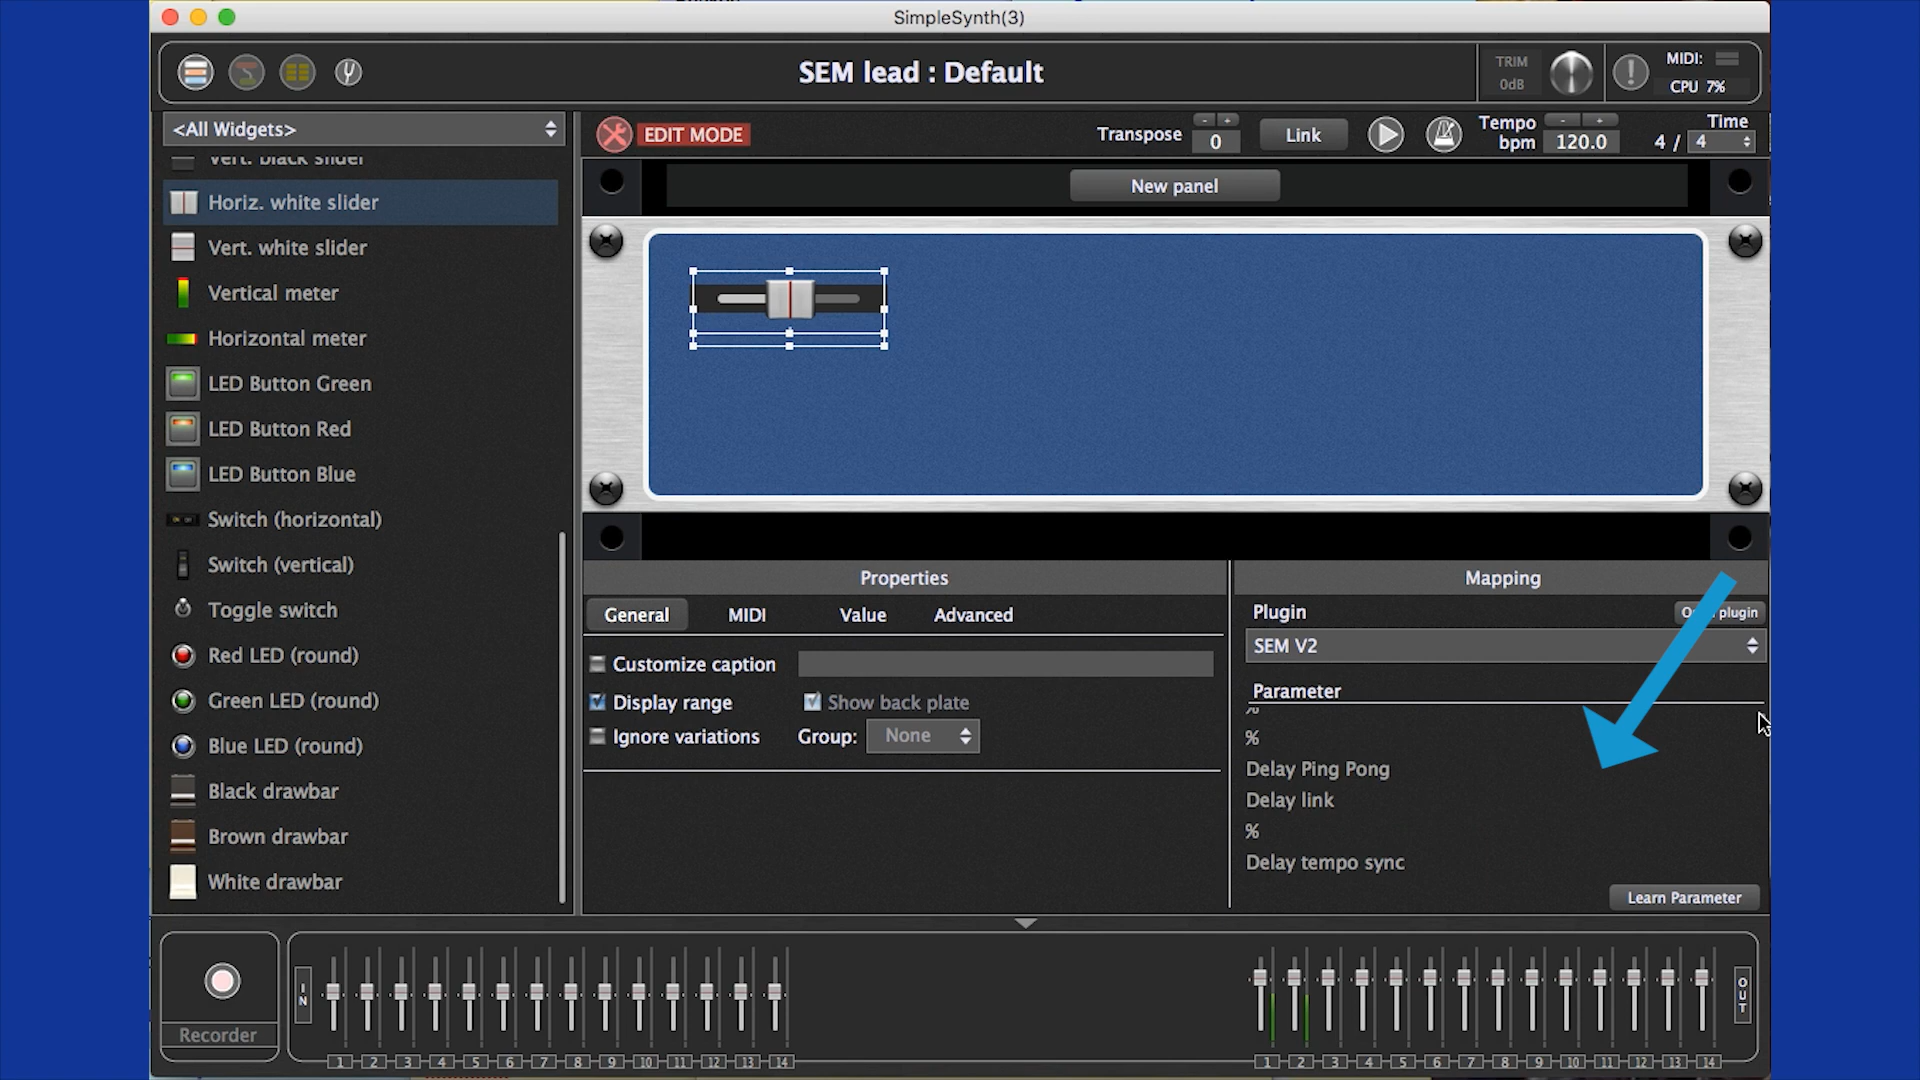 SimpleSynth(3)
SEM lead : Default
TRIM
0dB
MIDI:
CPU 7%
<All Widgets>
EDIT MODE
Transpose
- +
0
Link
Tempo
bpm
- +
120.0
Time
4 / 4
Vert. black slider
Horiz. white slider
Vert. white slider
Vertical meter
Horizontal meter
LED Button Green
LED Button Red
LED Button Blue
Switch (horizontal)
Switch (vertical)
Toggle switch
Red LED (round)
Green LED (round)
Blue LED (round)
Black drawbar
Brown drawbar
White drawbar
New panel
Properties
General MIDI Value Advanced
Customize caption
Display range Show back plate
Ignore variations Group: None
Mapping
Plugin
plugin
SEM V2
Parameter
%
%
Delay Ping Pong
Delay link
%
Delay tempo sync
Learn Parameter
Recorder
IN
1 2 3 4 5 6 7 8 9 10 11 12 13 14
1 2 3 4 5 6 7 8 9 10 11 12 13 14
OUT